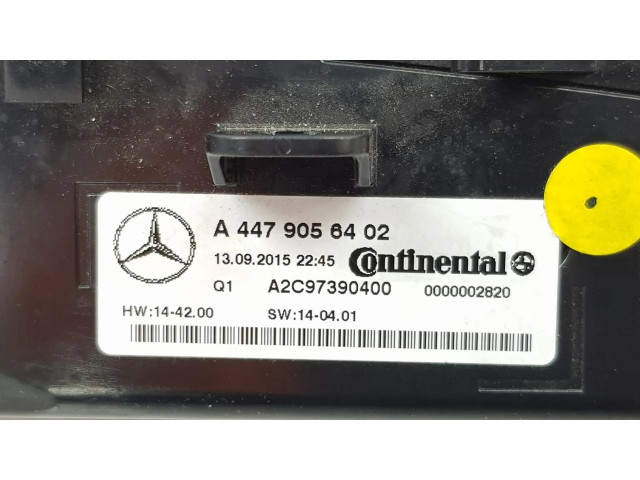 A 447 905 64 02
13.09.2015 22:45 Continental
Q1 A2C97390400 0000002820
HW:14-42.00 SW:14-04.01